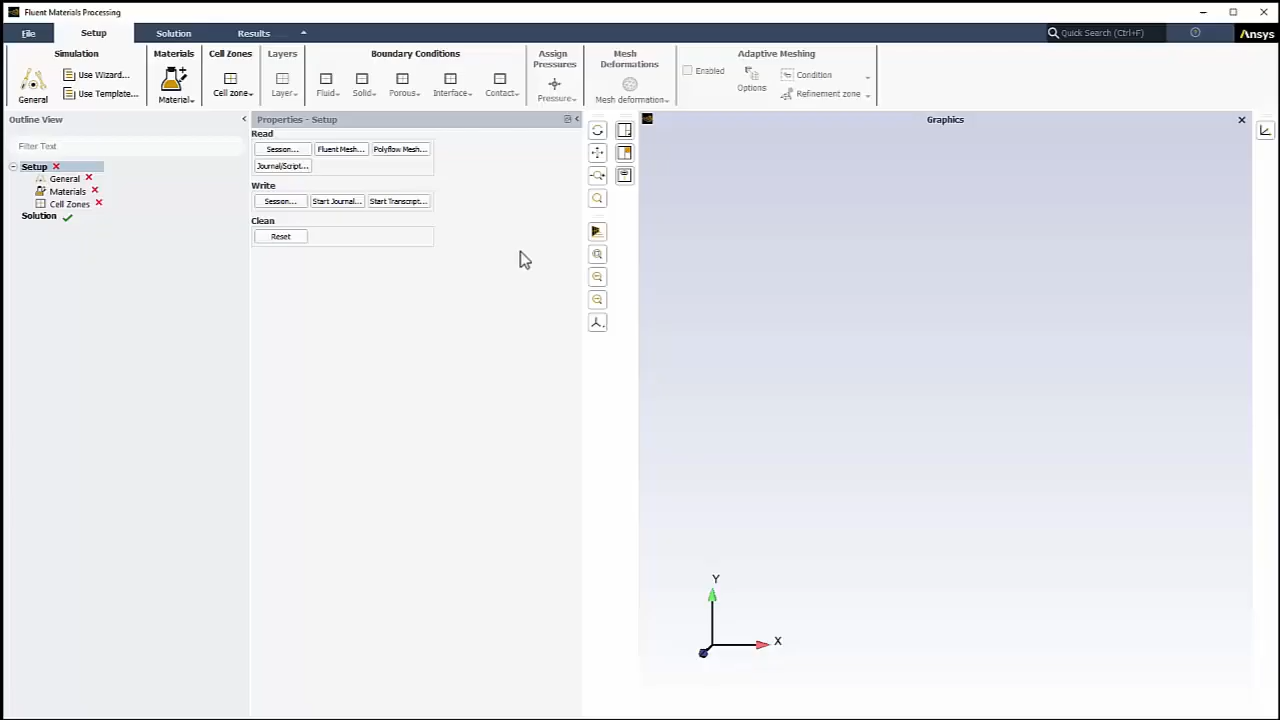 Fluent Materials Processing
File Setup Solution Results Quick Search (Ctrl+F) Ansys
Simulation Materials Cell Zones Layers Boundary Conditions Assign Pressures Mesh Deformations Adaptive Meshing
General Use Wizard... Use Template... Material... Cell zone... Layer... Fluid... Solid... Porous... Interface... Contact... Pressure... Mesh deformation... Enabled Options Condition Refinement zone
Outline View
Filter Text
Setup
General
Materials
Cell Zones
Solution
Properties - Setup
Read
Session... Fluent Mesh... Polyflow Mesh...
Journal/Script...
Write
Session... Start Journal... Start Transcript...
Clean
Reset
Graphics
Y
X